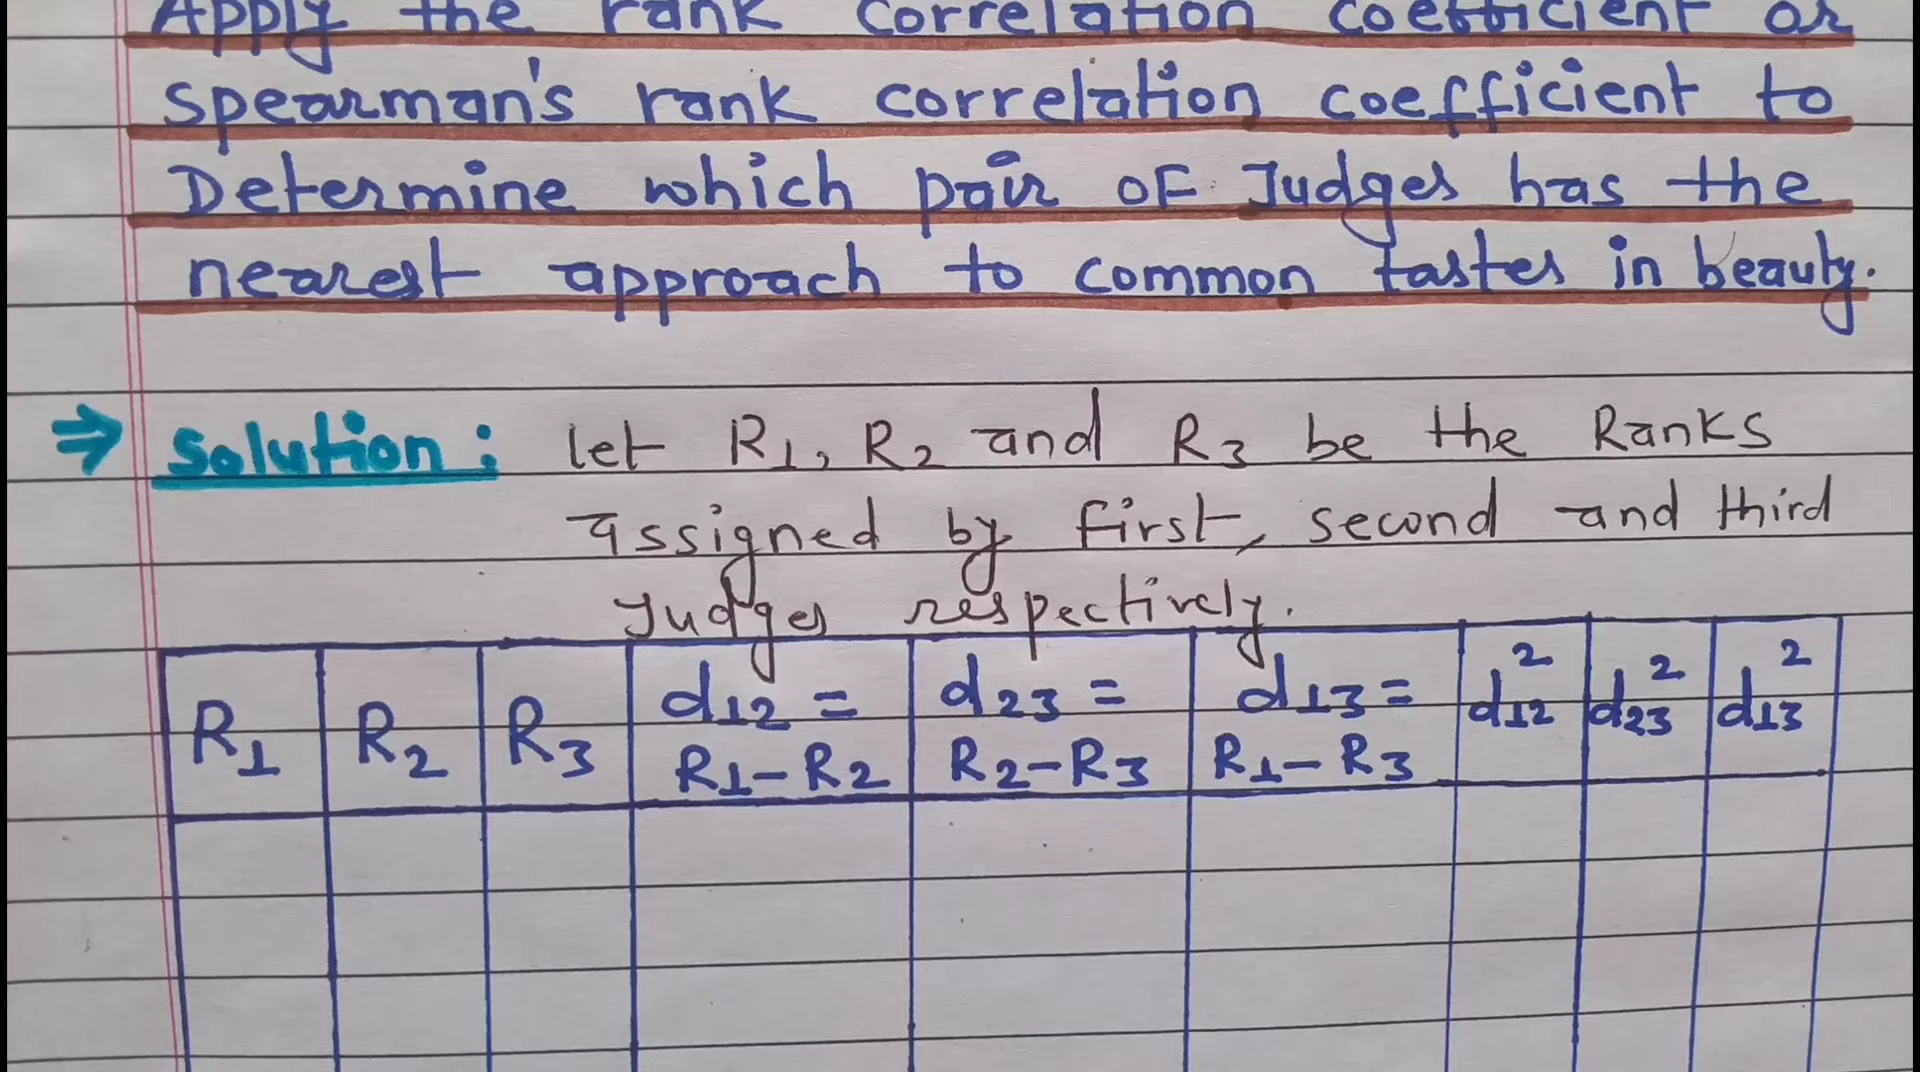 Apply the rank correlation coefficient or
spearman's rank correlation coefficient to
Determine which pair of Judges has the
nearest approach to common tastes in beauty.
⇒ Solution: let R1, R2 and R3 be the Ranks
assigned by first, second and third
Judges respectively.
R1 R2 R3 d12 = R1-R2 d23 = R2-R3 d13 = R1-R3 d12² d23² d13²